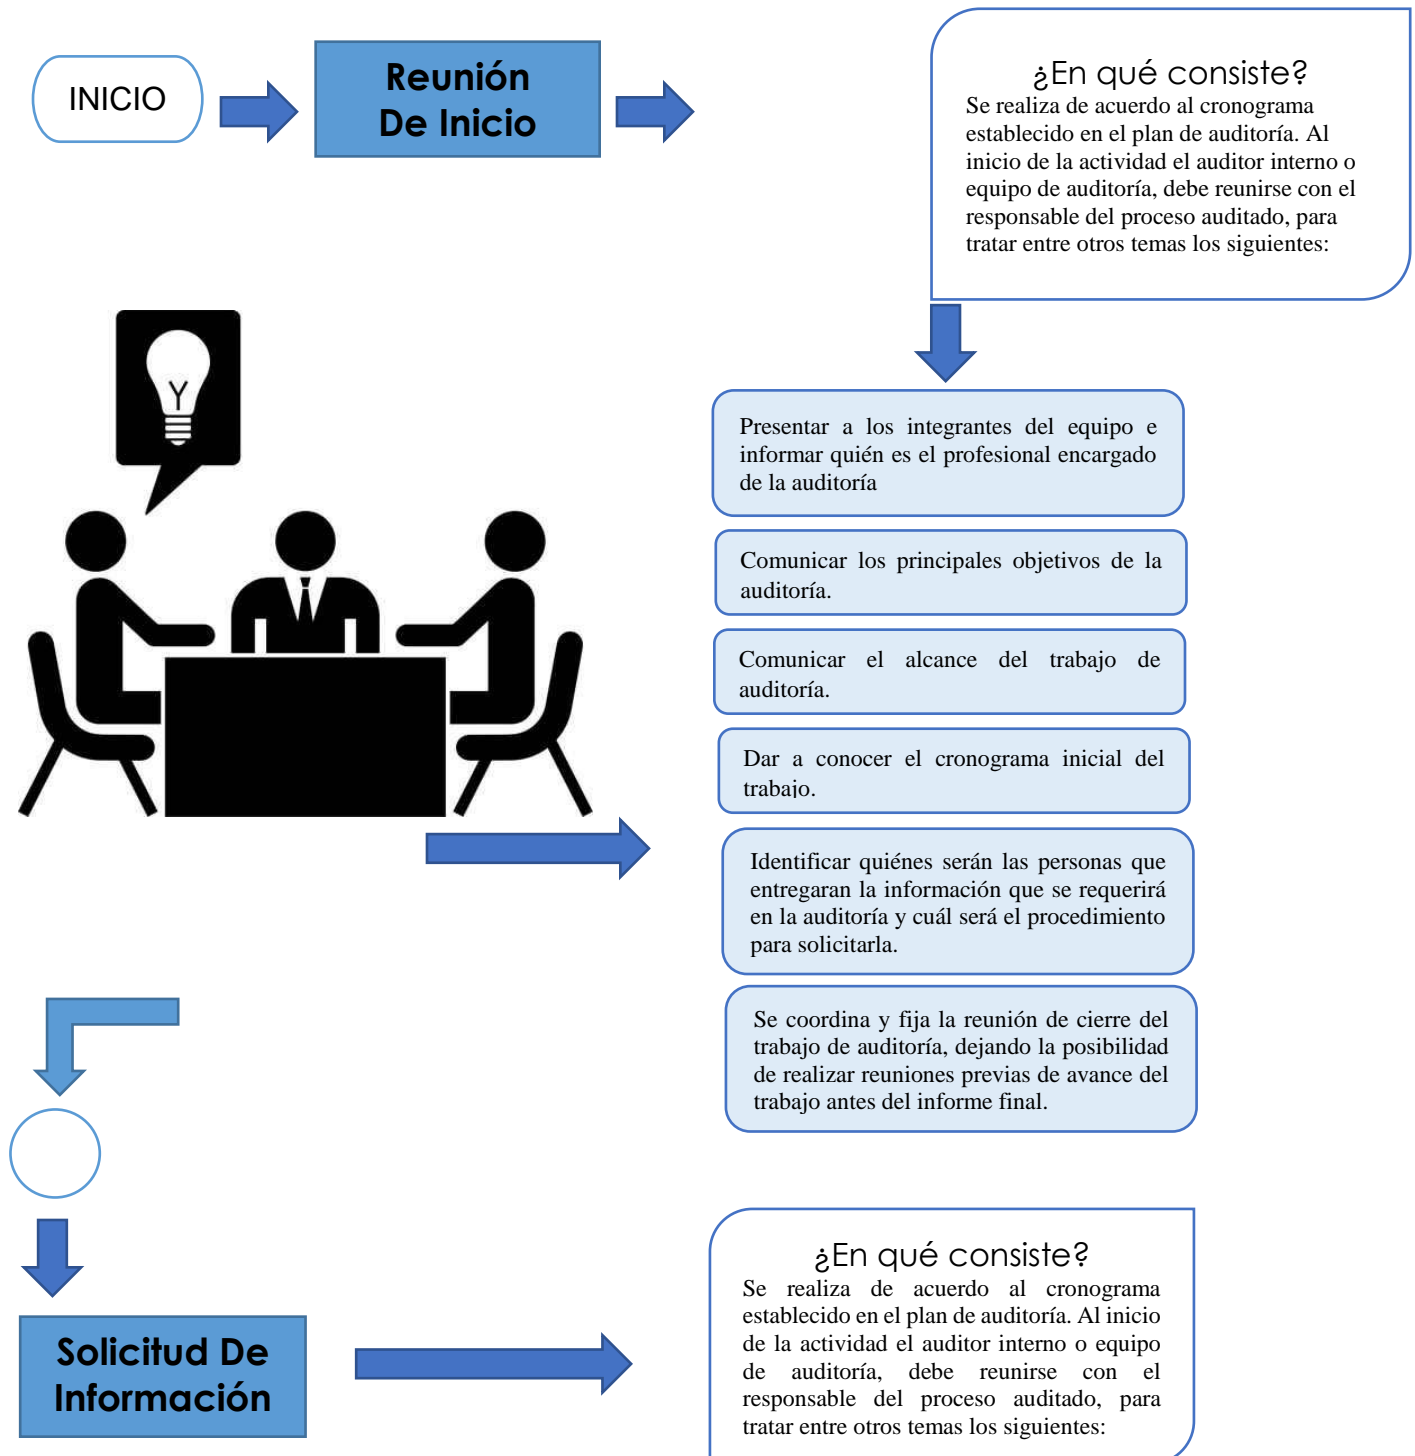 INICIO
Reunión
De Inicio
¿En qué consiste?
Se realiza de acuerdo al cronograma
establecido en el plan de auditoría. Al
inicio de la actividad el auditor interno o
equipo de auditoría, debe reunirse con el
responsable del proceso auditado, para
tratar entre otros temas los siguientes:
Presentar a los integrantes del equipo e
informar quién es el profesional encargado
de la auditoría
Comunicar los principales objetivos de la
auditoría.
Comunicar el alcance del trabajo de
auditoría.
Dar a conocer el cronograma inicial del
trabajo.
Identificar quiénes serán las personas que
entregaran la información que se requerirá
en la auditoría y cuál será el procedimiento
para solicitarla.
Se coordina y fija la reunión de cierre del
trabajo de auditoría, dejando la posibilidad
de realizar reuniones previas de avance del
trabajo antes del informe final.
Solicitud De
Información
¿En qué consiste?
Se realiza de acuerdo al cronograma
establecido en el plan de auditoría. Al inicio
de la actividad el auditor interno o equipo
de auditoría, debe reunirse con el
responsable del proceso auditado, para
tratar entre otros temas los siguientes: